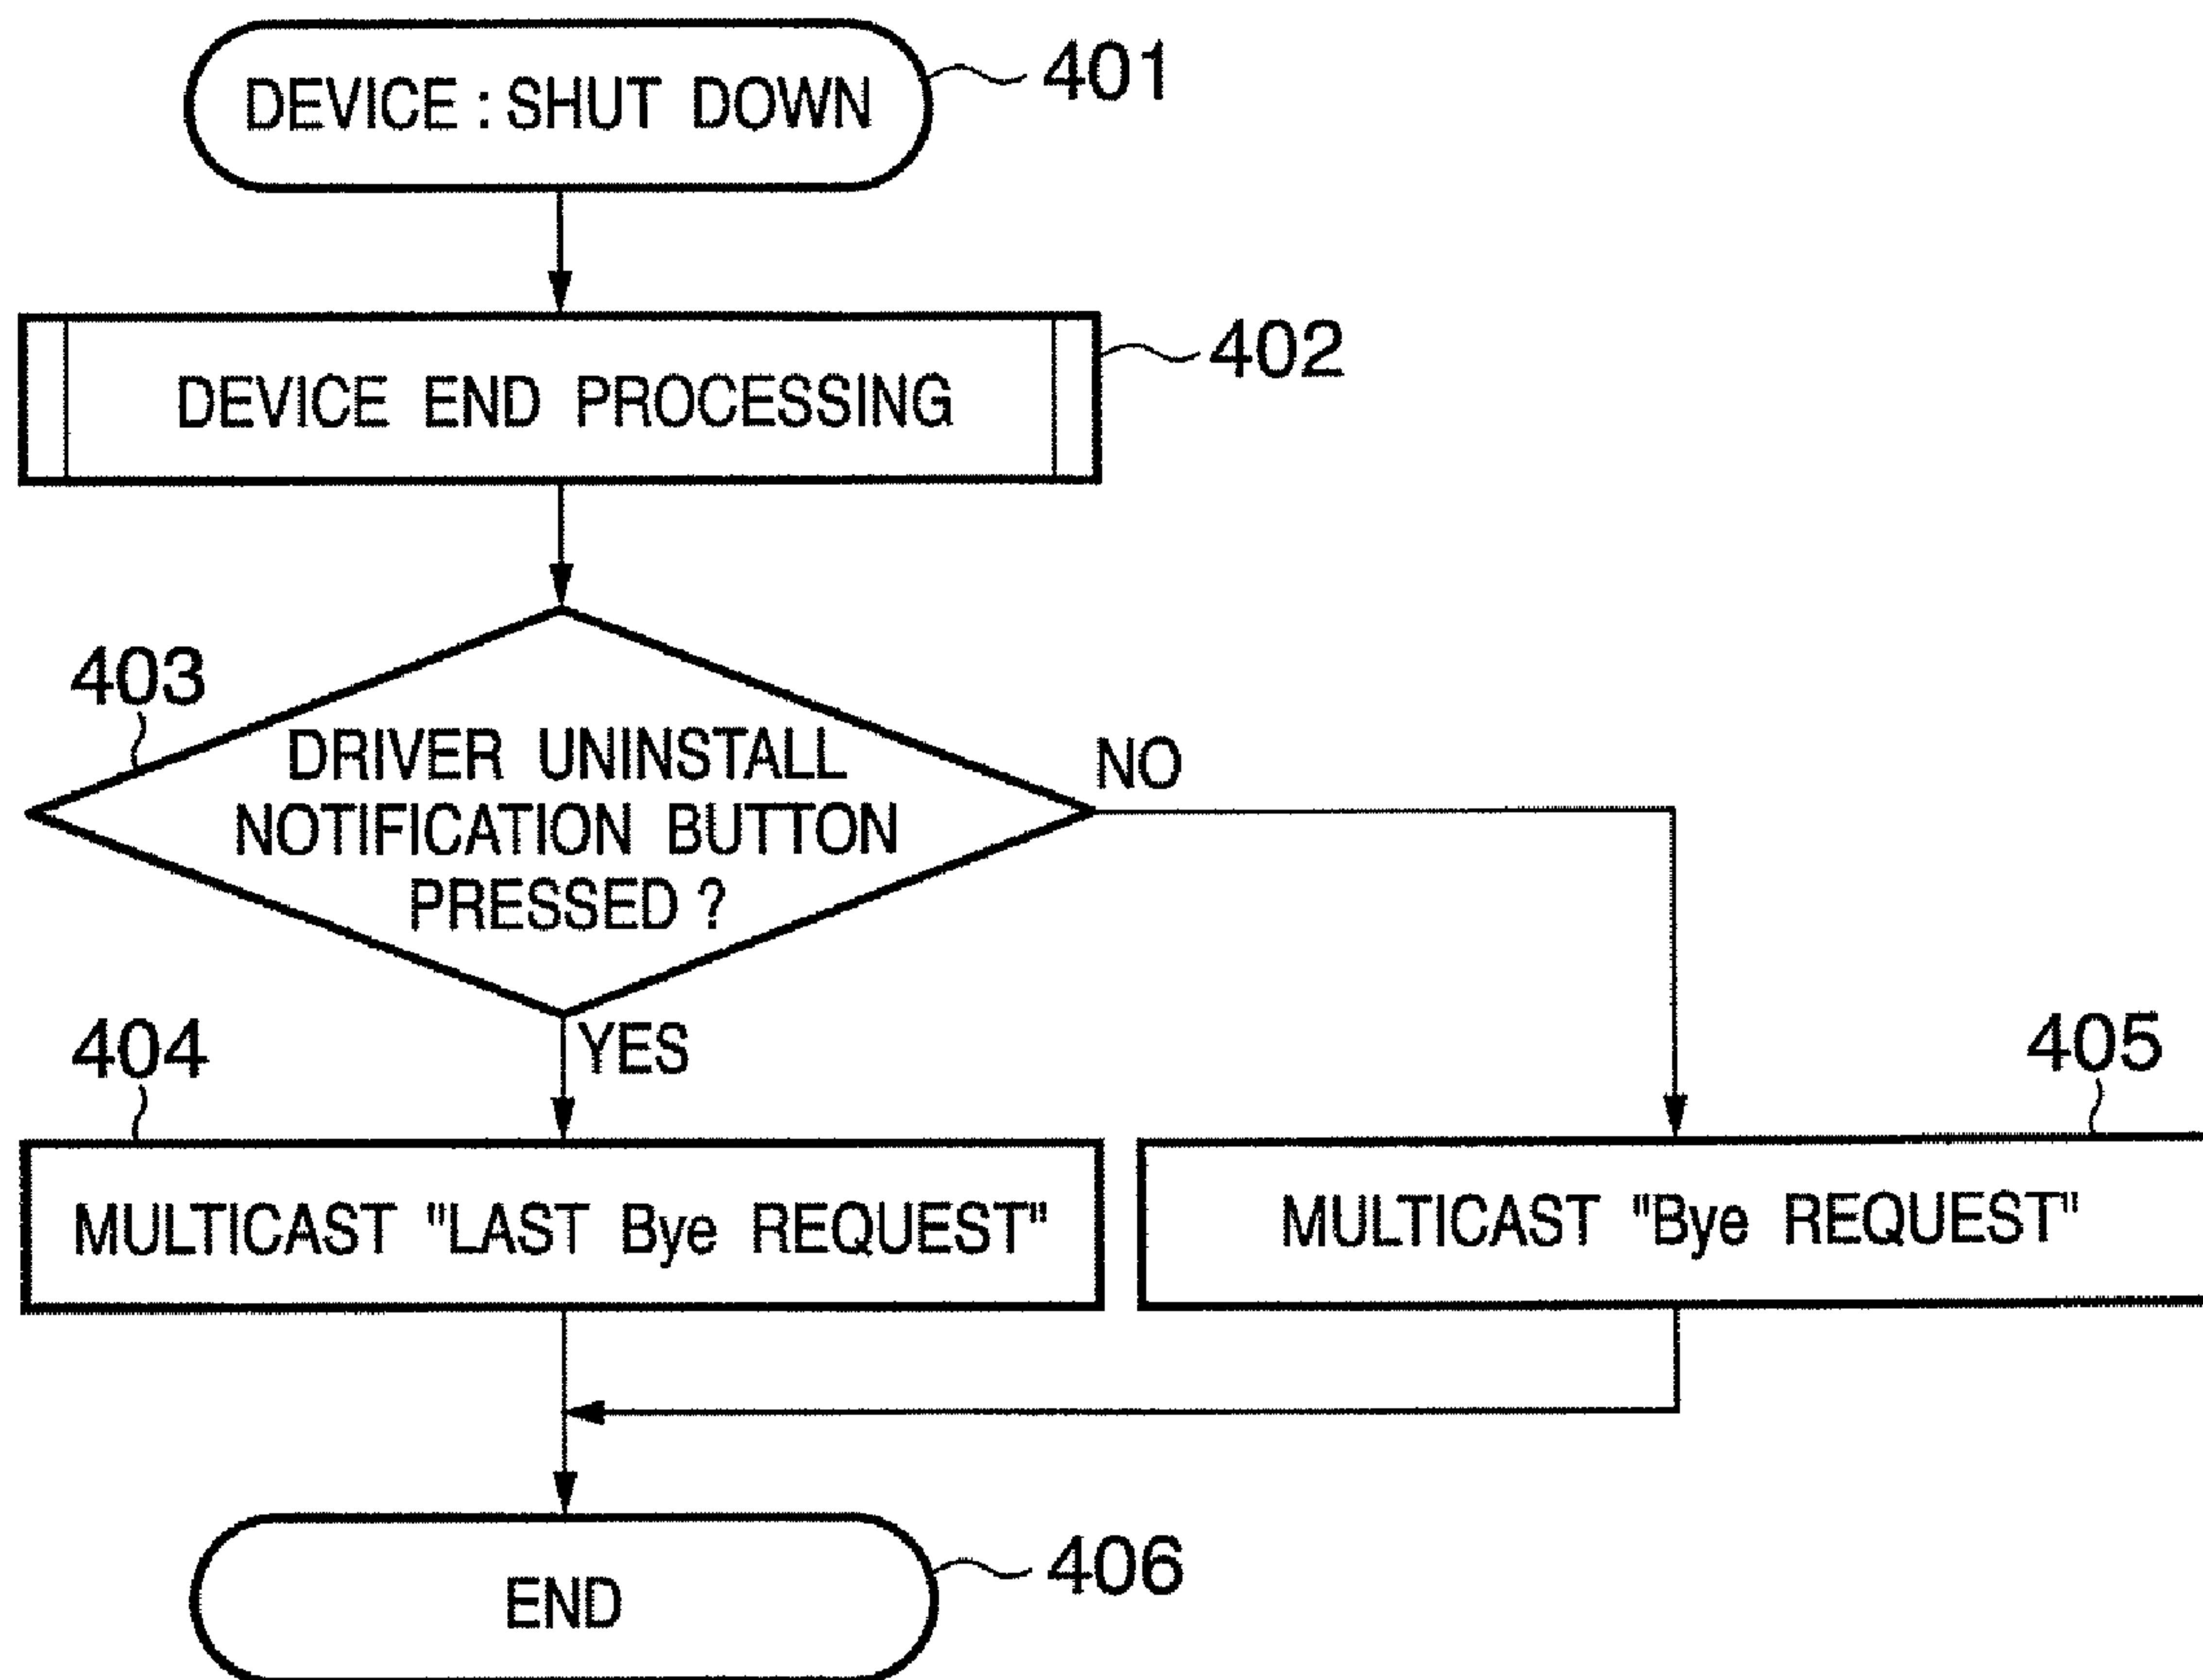 DEVICE : SHUT DOWN
401
DEVICE END PROCESSING
402
403
DRIVER UNINSTALL
NOTIFICATION BUTTON
PRESSED ?
NO
YES
404
MULTICAST "LAST Bye REQUEST"
405
MULTICAST "Bye REQUEST"
END
406